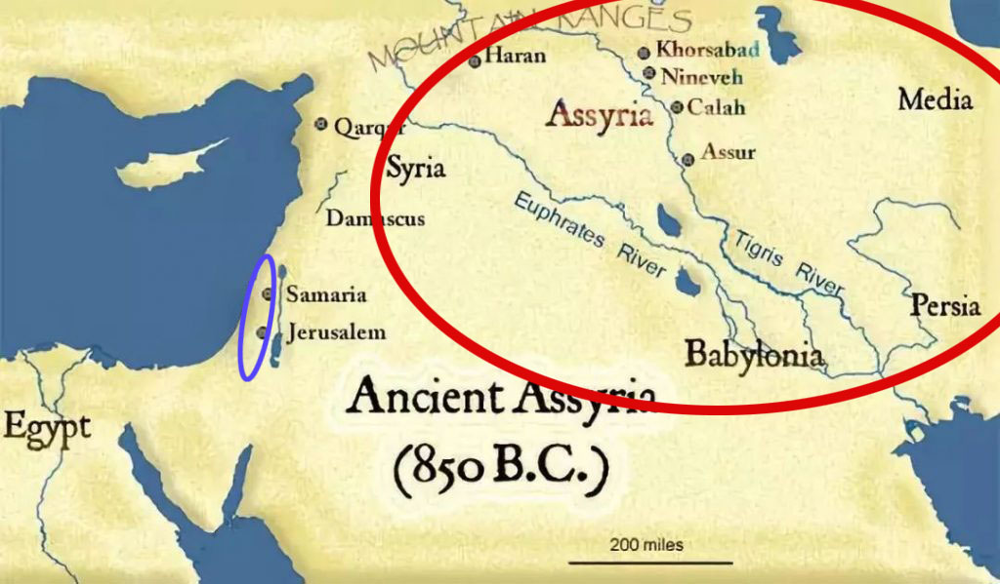 MOUNTAIN RANGES
Haran
Khorsabad
Nineveh
Calah
Media
Assyria
Qarqar
Assur
Syria
Damascus
Euphrates River
Tigris River
Samaria
Persia
Jerusalem
Babylonia
Ancient Assyria
(850 B.C.)
Egypt
200 miles